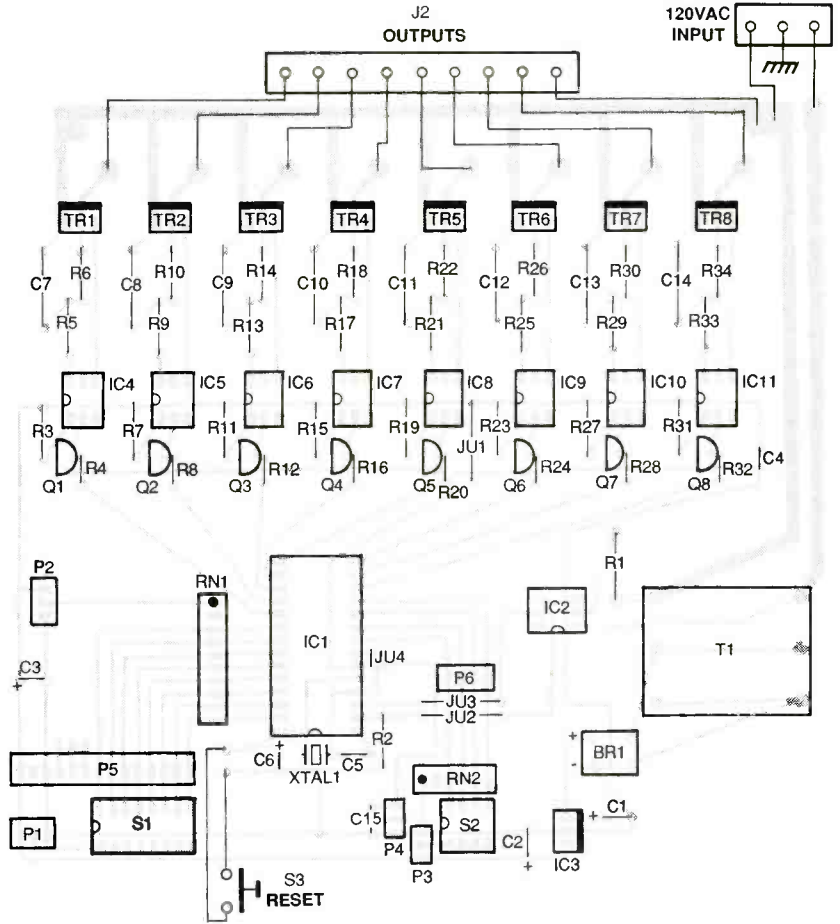 J2
OUTPUTS
120VAC
INPUT
TR1 TR2 TR3 TR4 TR5 TR6 TR7 TR8
C7 R6 C8 R10 C9 R14 C10 R18 C11 R22 C12 R26 C13 R30 C14 R34
R5 R9 R13 R17 R21 R25 R29 R33
IC4 IC5 IC6 IC7 IC8 IC9 IC10 IC11
R3 R7 R11 R15 R19 JU1 R23 R27 R31
Q1 R4 Q2 R8 Q3 R12 Q4 R16 Q5 R20 Q6 R24 Q7 R28 Q8 R32 C4
P2 RN1 R1
IC1 IC2
T1
C3 + JU4 P6
JU3
JU2
C6 + XTAL1 C5 R2 + - BR1
P5 RN2
P1 S1 C15 P4 P3 S2 C2 + IC3 + C1
S3
RESET